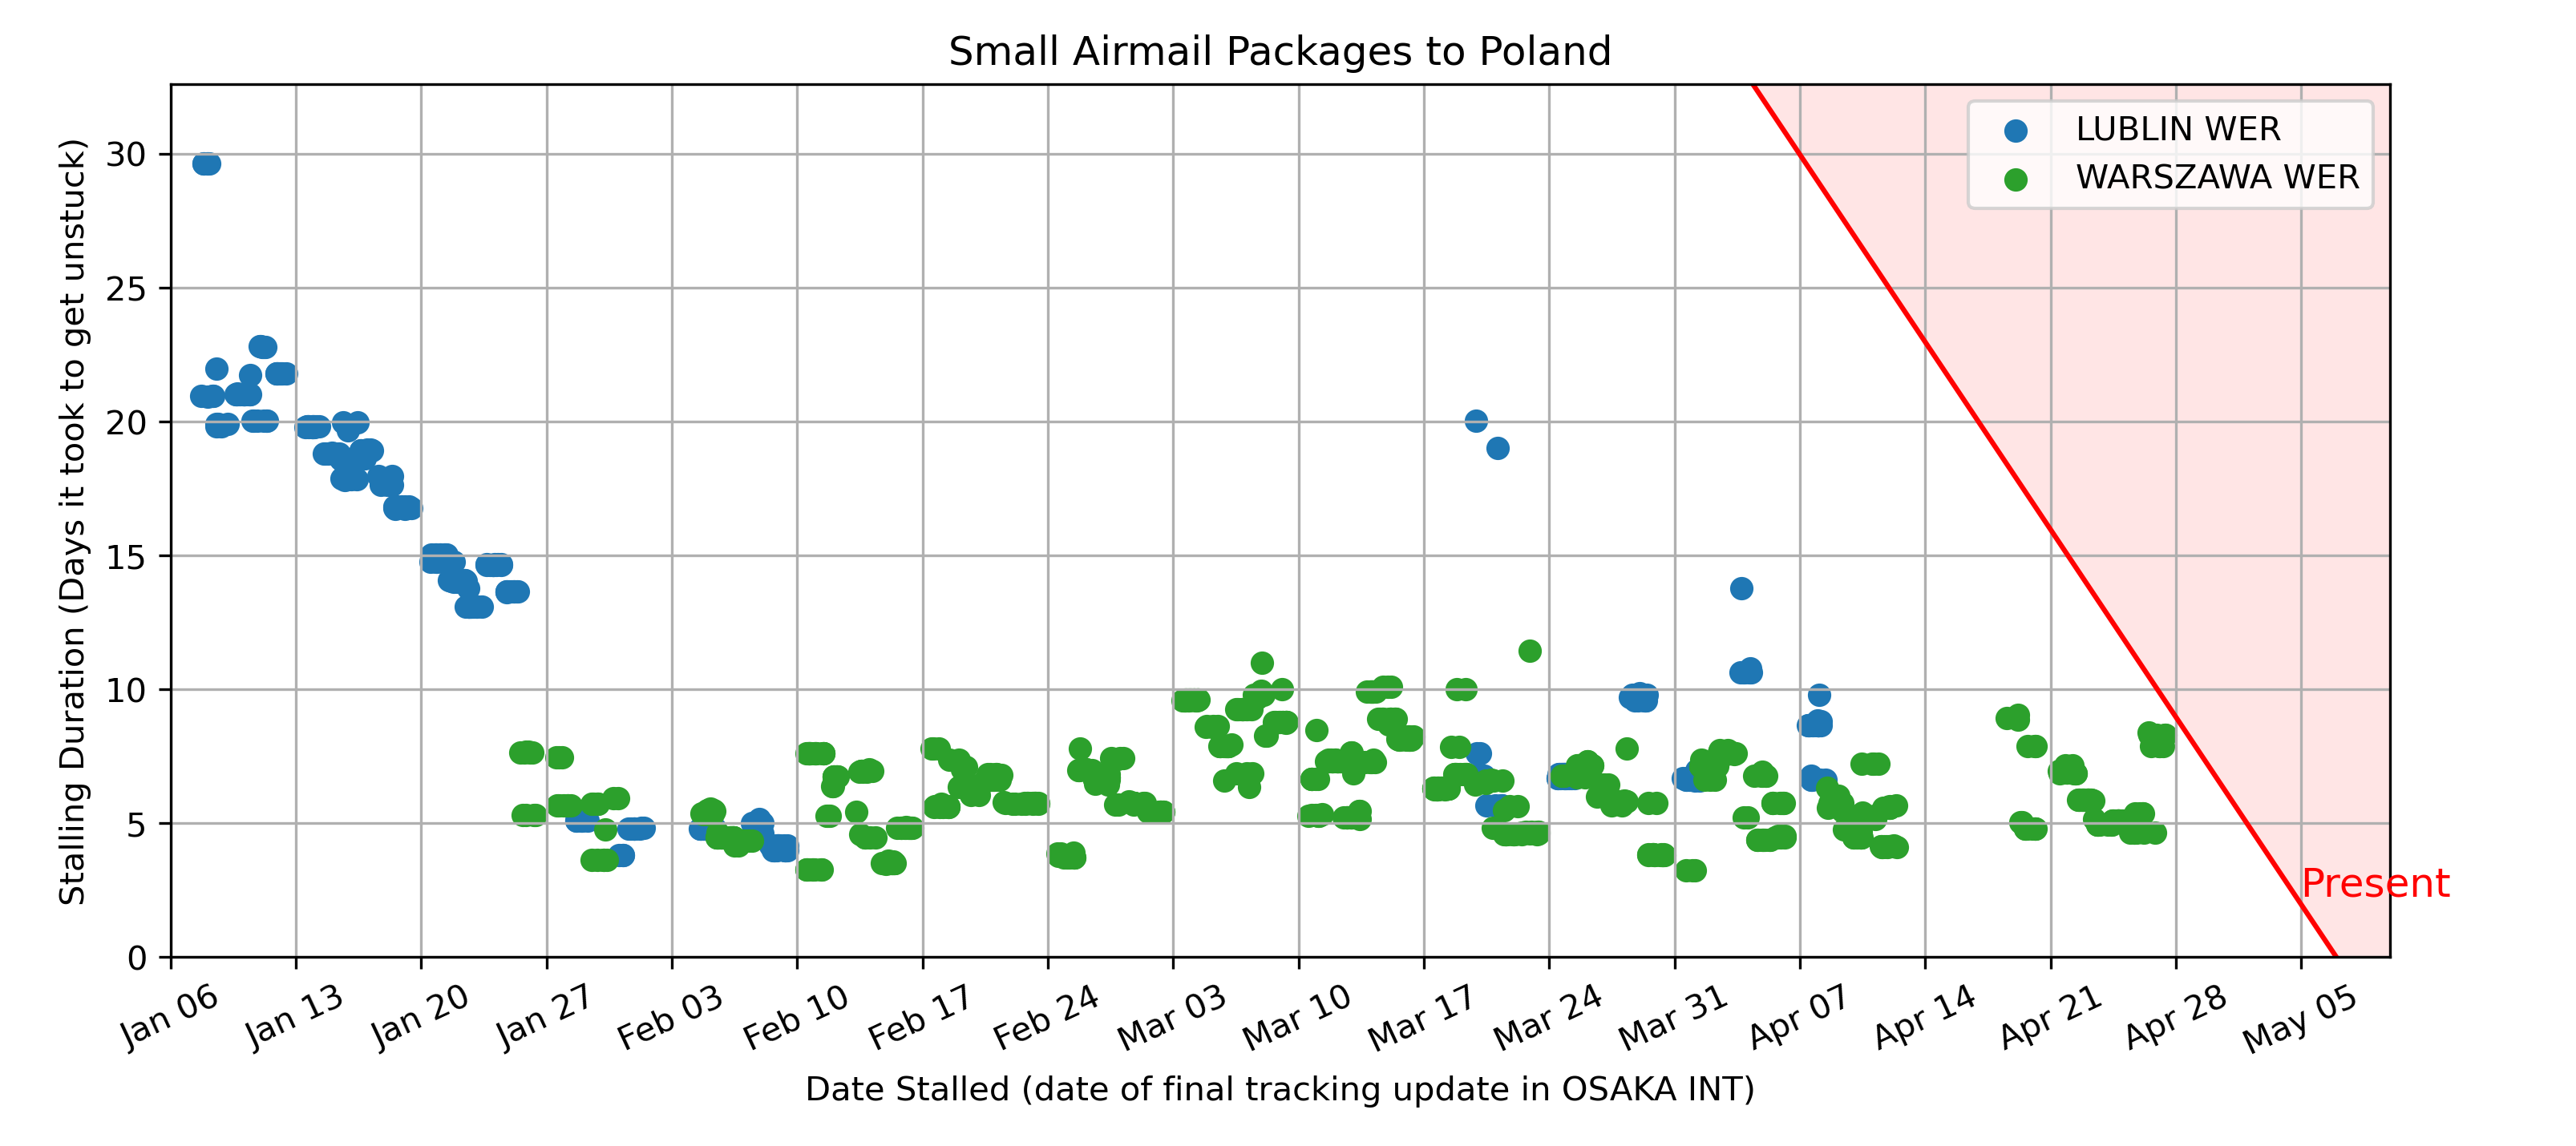 Small Airmail Packages to Poland
Stalling Duration (Days it took to get unstuck)
30
25
20
15
10
5
0
LUBLIN WER
WARSZAWA WER
Present
Jan 06
Jan 13
Jan 20
Jan 27
Feb 03
Feb 10
Feb 17
Feb 24
Mar 03
Mar 10
Mar 17
Mar 24
Mar 31
Apr 07
Apr 14
Apr 21
Apr 28
May 05
Date Stalled (date of final tracking update in OSAKA INT)